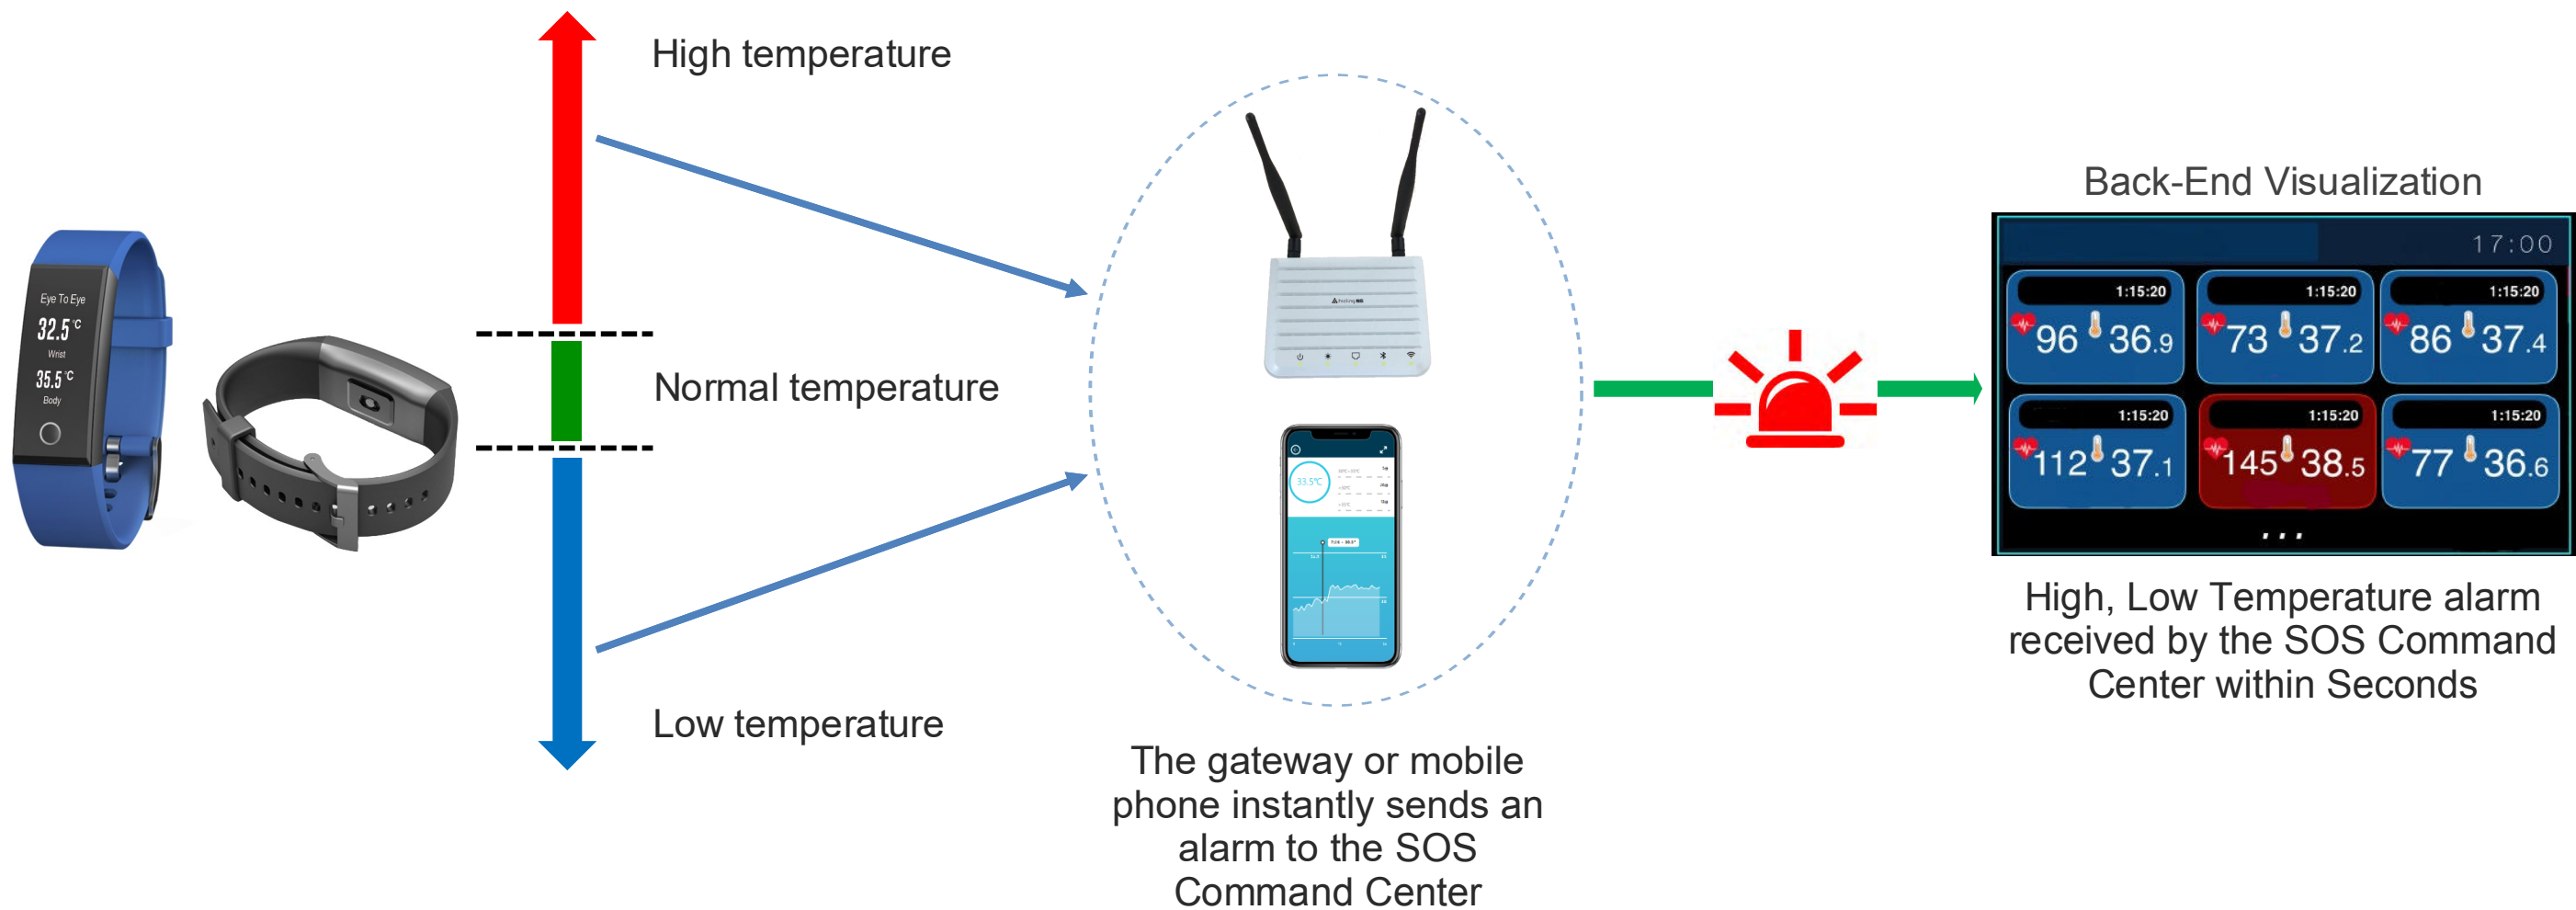 High temperature
Normal temperature
Low temperature
Eye To Eye
32.5 °C
Wrist
35.5 °C
Body
33.5°C
The gateway or mobile
phone instantly sends an
alarm to the SOS
Command Center
Back-End Visualization
17:00
1:15:20
96 36.9
1:15:20
73 37.2
1:15:20
86 37.4
1:15:20
112 37.1
1:15:20
145 38.5
1:15:20
77 36.6
...
High, Low Temperature alarm
received by the SOS Command
Center within Seconds